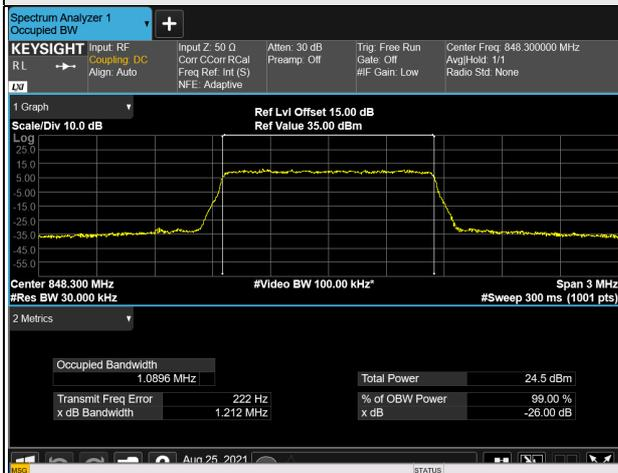 Spectrum Analyzer 1
Occupied BW
+
KEYSIGHT Input: RF Input Z: 50 Ω Atten: 30 dB Trig: Free Run Center Freq: 848.300000 MHz
RL Coupling: DC Corr CCorr RCal Preamp: Off Gate: Off Avg|Hold: 1/1
Align: Auto Freq Ref: Int (S) #IF Gain: Low Radio Std: None
LXI NFE: Adaptive
1 Graph
Ref Lvl Offset 15.00 dB
Scale/Div 10.0 dB Ref Value 35.00 dBm
Log
25.0
15.0
5.00
-5.00
-15.0
-25.0
-35.0
-45.0
-55.0
Center 848.300 MHz #Video BW 100.00 kHz* Span 3 MHz
#Res BW 30.000 kHz #Sweep 300 ms (1001 pts)
2 Metrics
Occupied Bandwidth
1.0896 MHz Total Power 24.5 dBm
Transmit Freq Error 222 Hz % of OBW Power 99.00 %
x dB Bandwidth 1.212 MHz x dB -26.00 dB
Aug 25, 2021
MSG STATUS